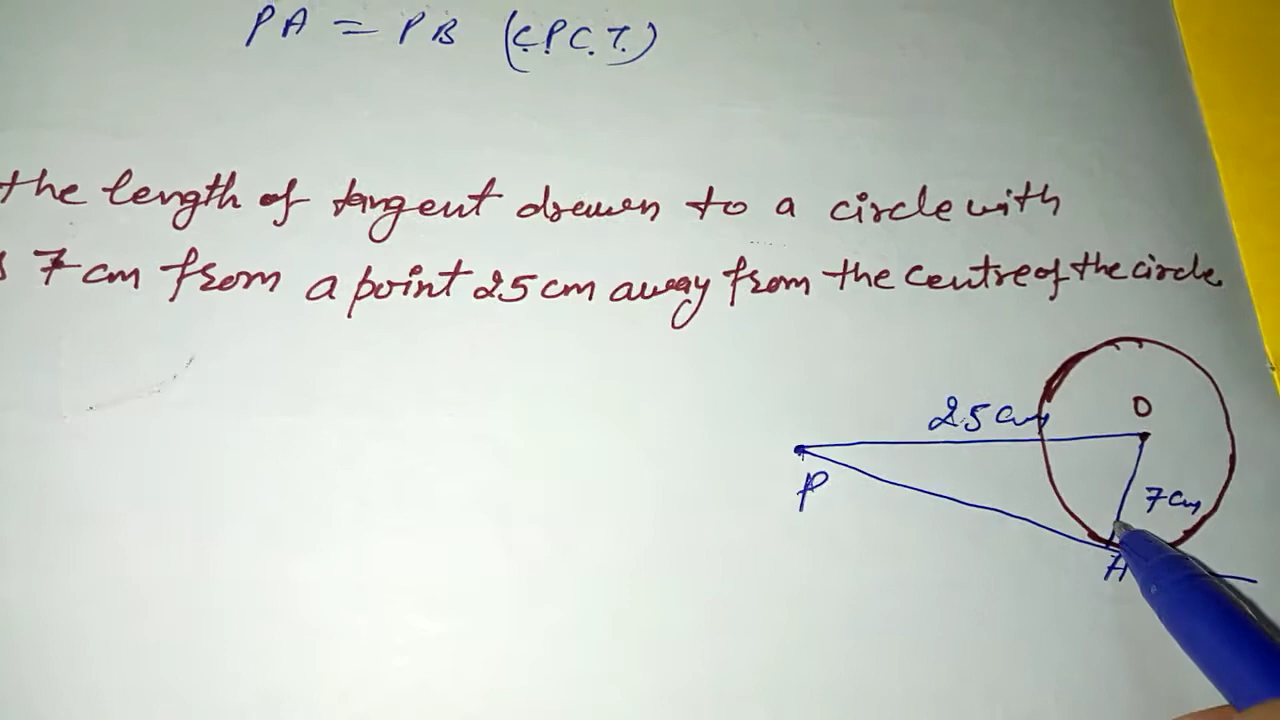 PA = PB (C.P.C.T.)
the length of tangent drawn to a circle with
7 cm from a point 25 cm away from the centre of the circle
O
25 cm
P
7 cm
A